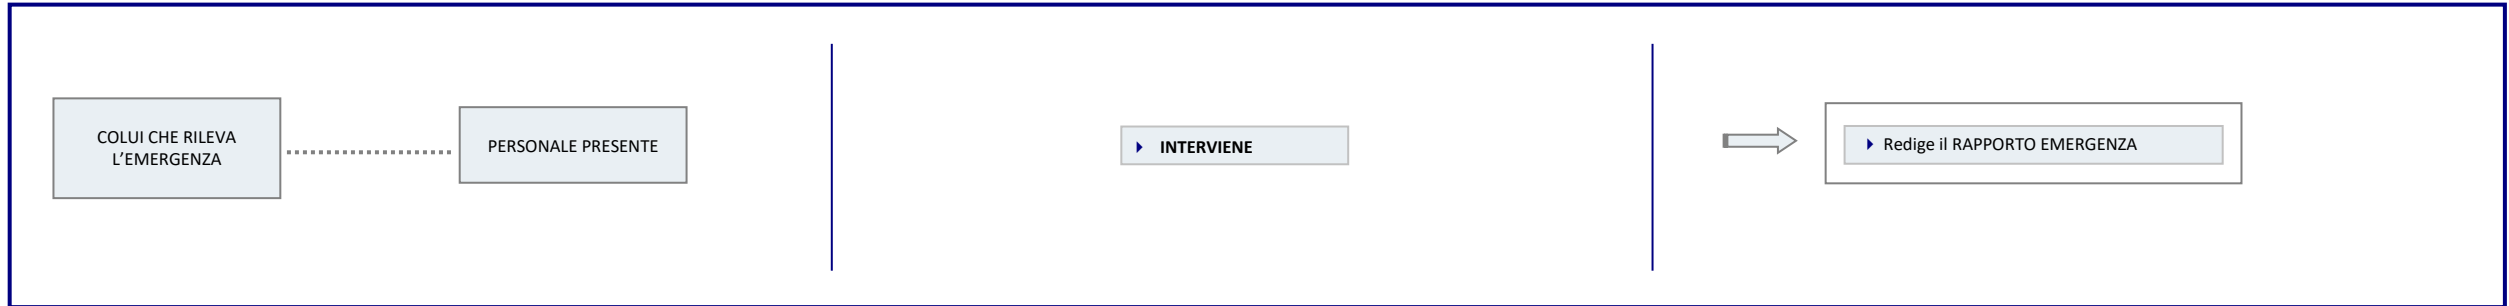 COLUI CHE RILEVA
L’EMERGENZA
PERSONALE PRESENTE
INTERVIENE
Redige il RAPPORTO EMERGENZA